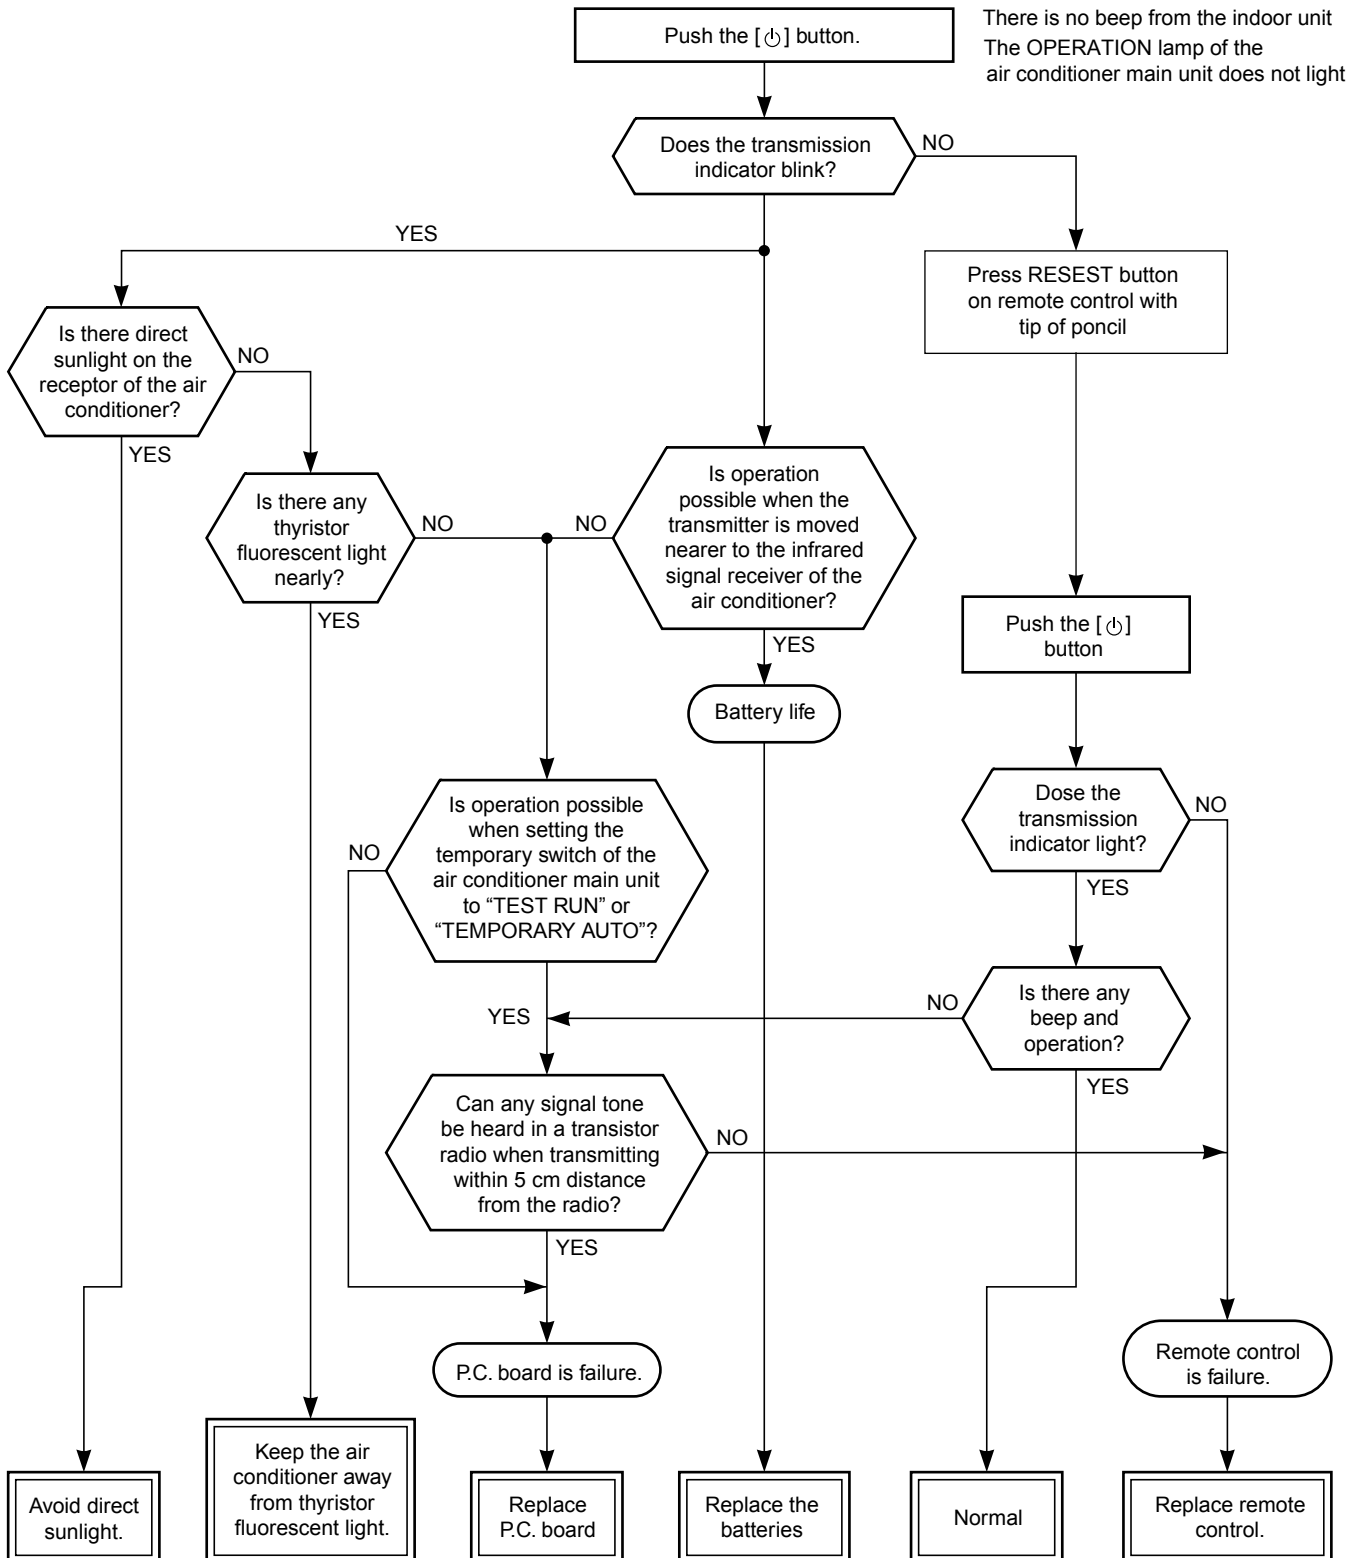 Push the [⏻] button.
There is no beep from the indoor unit
The OPERATION lamp of the
air conditioner main unit does not light
Does the transmission
indicator blink?
NO
YES
Press RESEST button
on remote control with
tip of poncil
Is there direct
sunlight on the
receptor of the air
conditioner?
NO
YES
Is there any
thyristor
fluorescent light
nearly?
NO
YES
Is operation
possible when the
transmitter is moved
nearer to the infrared
signal receiver of the
air conditioner?
NO
YES
Push the [⏻]
button
Battery life
Is operation possible
when setting the
temporary switch of the
air conditioner main unit
to “TEST RUN” or
“TEMPORARY AUTO”?
NO
YES
Dose the
transmission
indicator light?
NO
YES
Is there any
beep and
operation?
NO
YES
Can any signal tone
be heard in a transistor
radio when transmitting
within 5 cm distance
from the radio?
NO
YES
P.C. board is failure.
Remote control
is failure.
Avoid direct
sunlight.
Keep the air
conditioner away
from thyristor
fluorescent light.
Replace
P.C. board
Replace the
batteries
Normal
Replace remote
control.